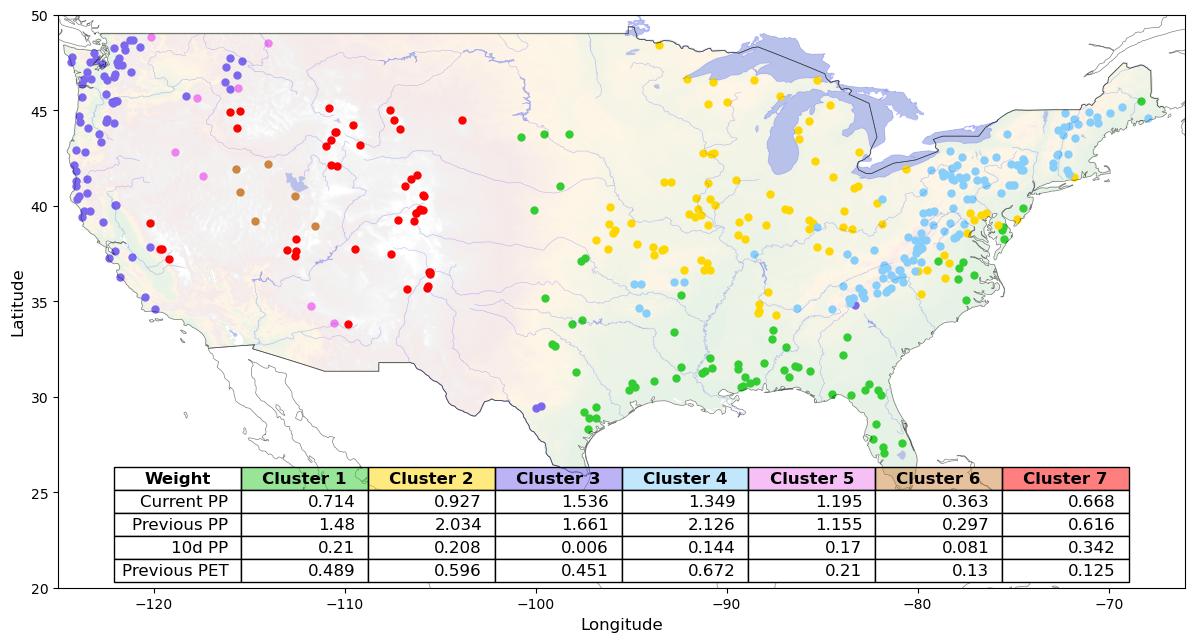 50
45
40
35
30
25
20
Latitude
Weight Cluster 1 Cluster 2 Cluster 3 Cluster 4 Cluster 5 Cluster 6 Cluster 7
Current PP 0.714 0.927 1.536 1.349 1.195 0.363 0.668
Previous PP 1.48 2.034 1.661 2.126 1.155 0.297 0.616
10d PP 0.21 0.208 0.006 0.144 0.17 0.081 0.342
Previous PET 0.489 0.596 0.451 0.672 0.21 0.13 0.125
−120 −110 −100 −90 −80 −70
Longitude